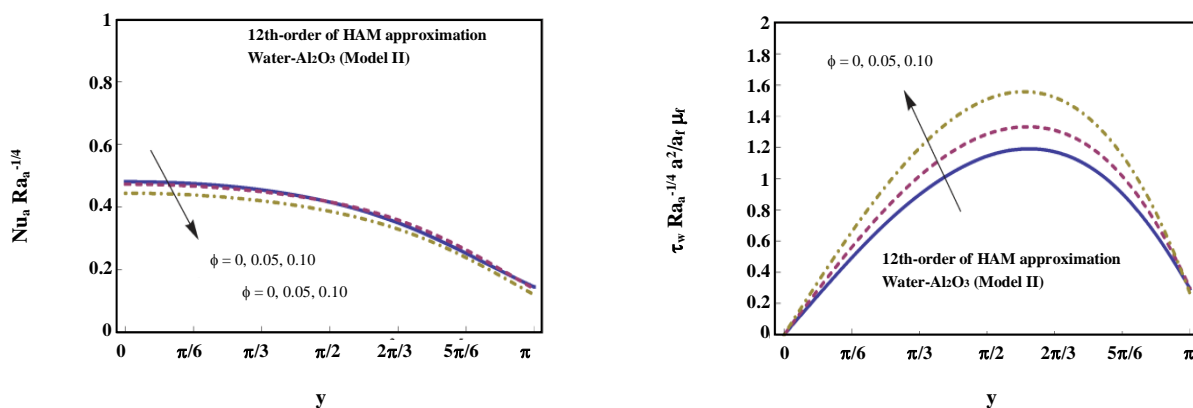 1
0.8
0.6
0.4
0.2
0
Nuₐ Raₐ⁻¹/⁴
12th-order of HAM approximation
Water-Al₂O₃ (Model II)
ϕ = 0, 0.05, 0.10
ϕ = 0, 0.05, 0.10
0 π/6 π/3 π/2 2π/3 5π/6 π
y
2
1.8
1.6
1.4
1.2
1
0.8
0.6
0.4
0.2
0
τw Raₐ⁻¹/⁴ a²/af μf
ϕ = 0, 0.05, 0.10
12th-order of HAM approximation
Water-Al₂O₃ (Model II)
0 π/6 π/3 π/2 2π/3 5π/6 π
y